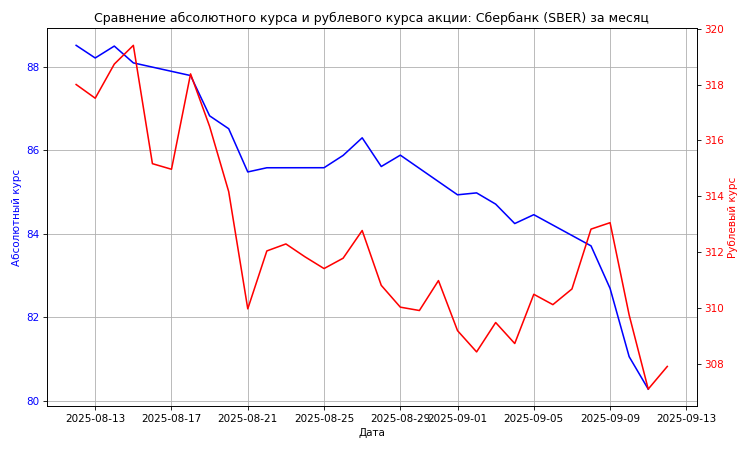 Сравнение абсолютного курса и рублевого курса акции: Сбербанк (SBER) за месяц
Абсолютный курс
88
86
84
82
80
320
318
316
314
312
310
308
Рублевый курс
2025-08-13 2025-08-17 2025-08-21 2025-08-25 2025-08-29 2025-09-01 2025-09-05 2025-09-09 2025-09-13
Дата